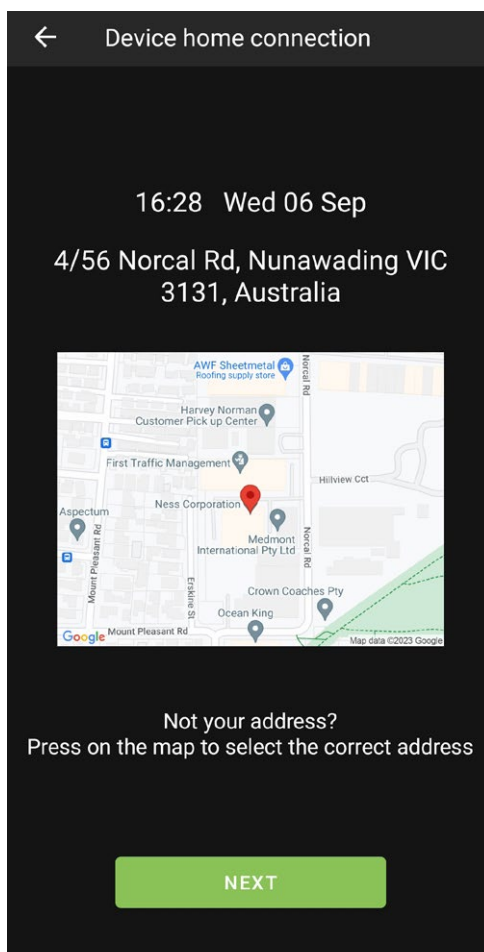 Device home connection
16:28 Wed 06 Sep
4/56 Norcal Rd, Nunawading VIC
3131, Australia
AWF Sheetmetal
Roofing supply store
Norcal Rd
Harvey Norman
Customer Pick up Center
First Traffic Management
Hillview Cct
Ness Corporation
Aspectum
Medmont
International Pty Ltd
Norcal Rd
Mount Pleasant Rd
Erskine St
Crown Coaches Pty
Ocean King
Google
Mount Pleasant Rd
Map data ©2023 Google
Not your address?
Press on the map to select the correct address
NEXT